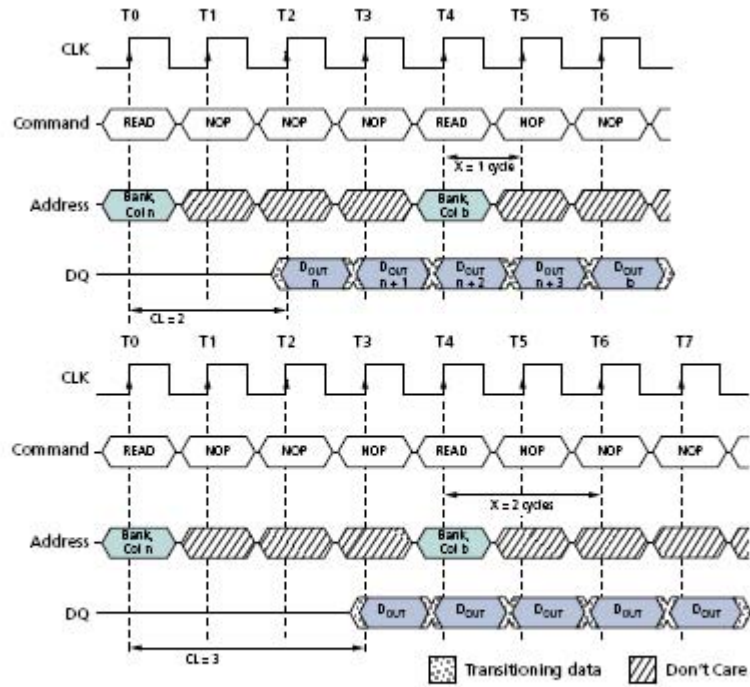 T0 T1 T2 T3 T4 T5 T6
CLK
Command READ NOP NOP NOP READ NOP NOP
X = 1 cycle
Address Bank, Col n Bank, Col b
DQ DOUT n DOUT n + 1 DOUT n + 2 DOUT n + 3 DOUT b
CL = 2
T0 T1 T2 T3 T4 T5 T6 T7
CLK
Command READ NOP NOP NOP READ NOP NOP NOP
X = 2 cycles
Address Bank, Col n Bank, Col b
DQ DOUT DOUT DOUT DOUT DOUT
CL = 3
Transitioning data Don't Care